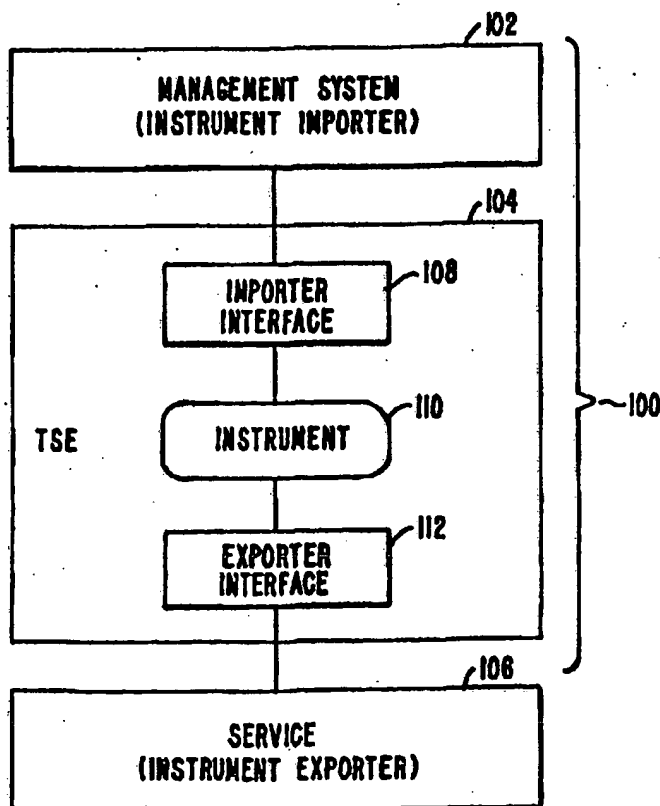 102
MANAGEMENT SYSTEM
(INSTRUMENT IMPORTER)
104
IMPORTER
INTERFACE
108
TSE
INSTRUMENT
110
100
EXPORTER
INTERFACE
112
106
SERVICE
(INSTRUMENT EXPORTER)